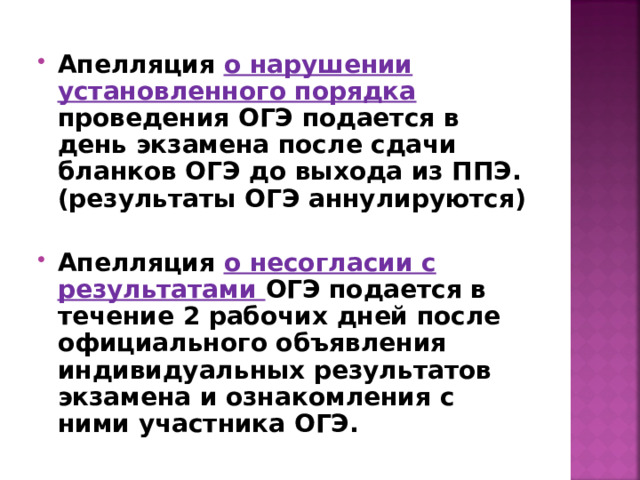 • Апелляция о нарушении
установленного порядка
проведения ОГЭ подается в
день экзамена после сдачи
бланков ОГЭ до выхода из ППЭ.
(результаты ОГЭ аннулируются)
• Апелляция о несогласии с
результатами ОГЭ подается в
течение 2 рабочих дней после
официального объявления
индивидуальных результатов
экзамена и ознакомления с
ними участника ОГЭ.